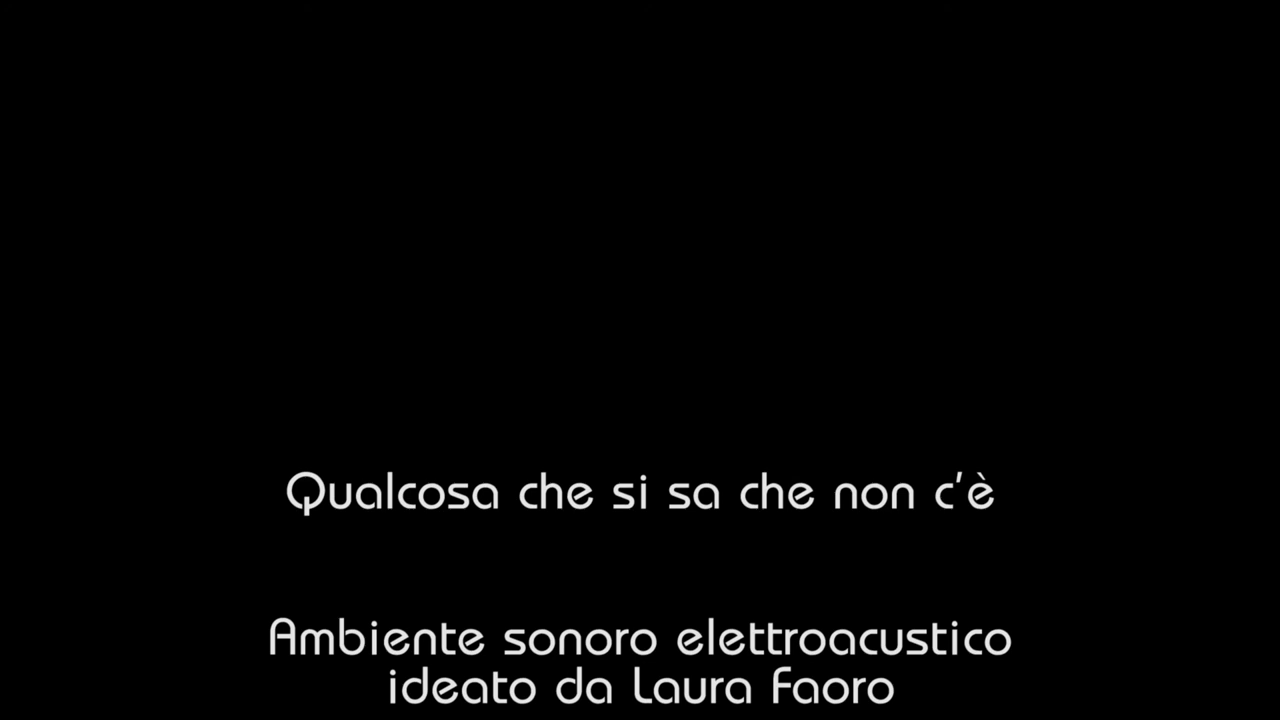 Qualcosa che si sa che non c'è
Ambiente sonoro elettroacustico
ideato da Laura Faoro